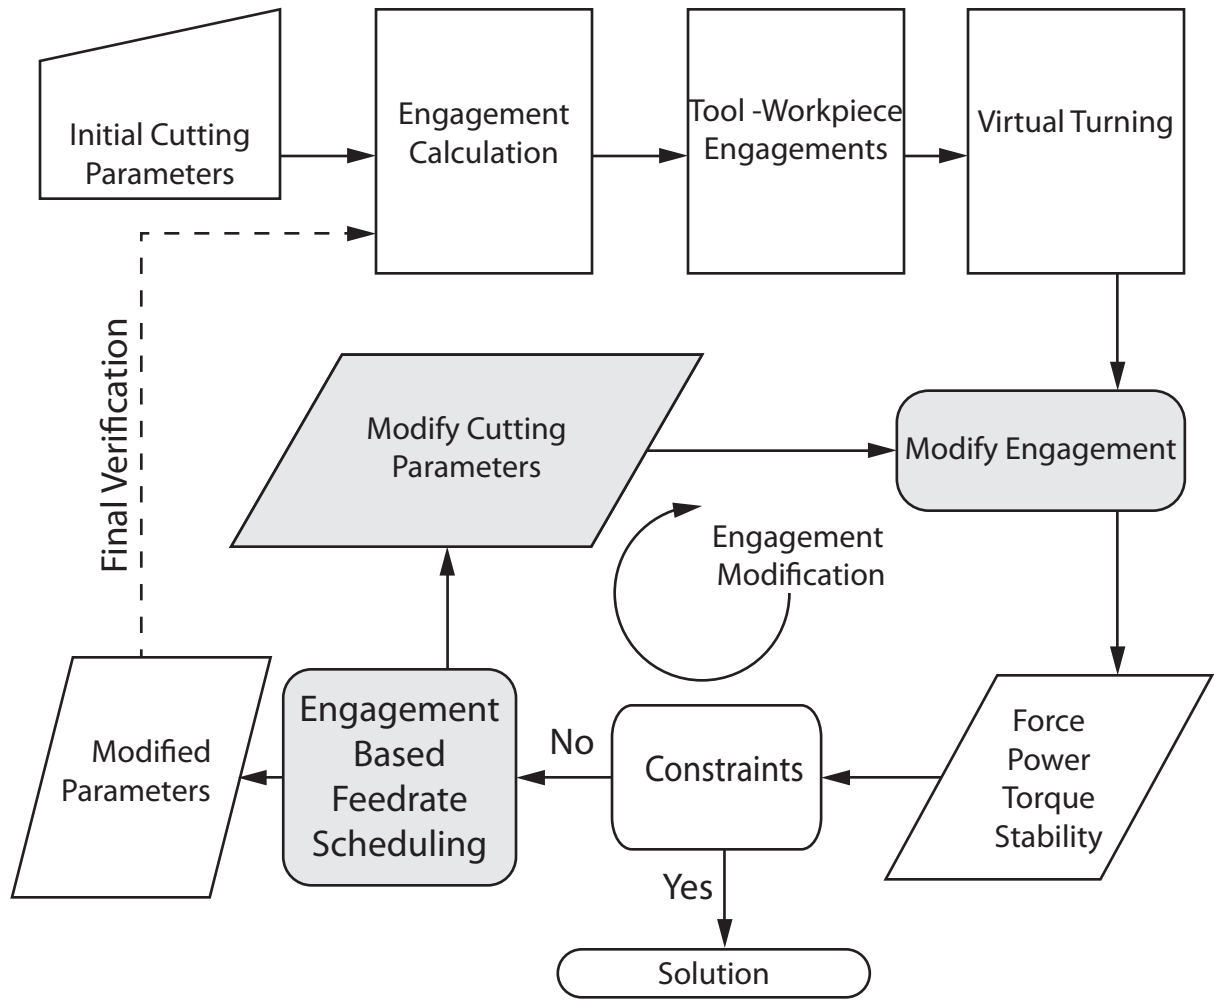 Initial Cutting
Parameters
Engagement
Calculation
Tool -Workpiece
Engagements
Virtual Turning
Final Verification
Modify Cutting
Parameters
Modify Engagement
Engagement
Modification
Modified
Parameters
Engagement
Based
Feedrate
Scheduling
No
Constraints
Force
Power
Torque
Stability
Yes
Solution